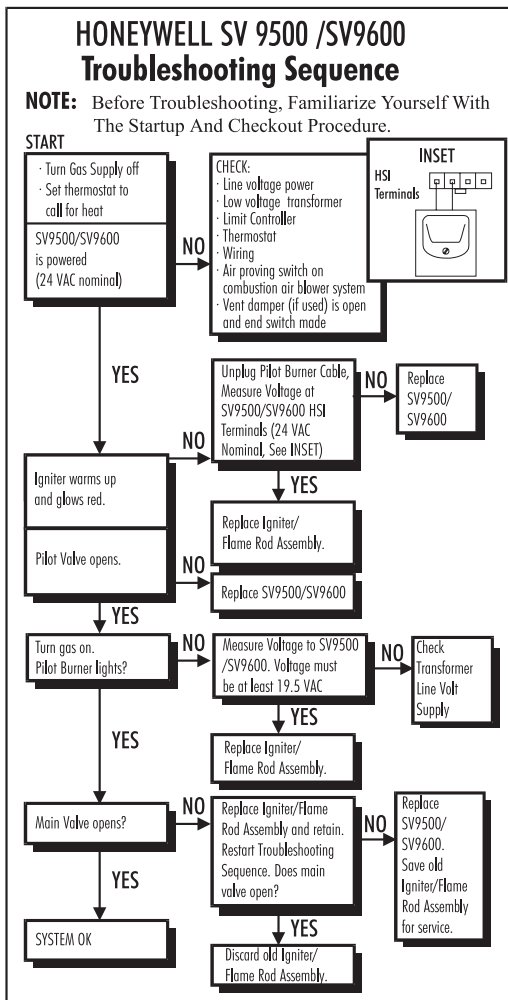 HONEYWELL SV 9500 /SV9600
Troubleshooting Sequence
NOTE: Before Troubleshooting, Familiarize Yourself With
The Startup And Checkout Procedure.
START
· Turn Gas Supply off
· Set thermostat to
call for heat
SV9500/SV9600
is powered
(24 VAC nominal)
NO
CHECK:
· Line voltage power
· Low voltage transformer
· Limit Controller
· Thermostat
· Wiring
· Air proving switch on
combustion air blower system
· Vent damper (if used) is open
and end switch made
INSET
HSI
Terminals
YES
Igniter warms up
and glows red.
NO
Unplug Pilot Burner Cable,
Measure Voltage at
SV9500/SV9600 HSI
Terminals (24 VAC
Nominal, See INSET)
NO
Replace
SV9500/
SV9600
YES
Replace Igniter/
Flame Rod Assembly.
Pilot Valve opens.
NO
Replace SV9500/SV9600
YES
Turn gas on.
Pilot Burner lights?
NO
Measure Voltage to SV9500
/SV9600. Voltage must
be at least 19.5 VAC
NO
Check
Transformer
Line Volt
Supply
YES
Replace Igniter/
Flame Rod Assembly.
YES
Main Valve opens?
NO
Replace Igniter/Flame
Rod Assembly and retain.
Restart Troubleshooting
Sequence. Does main
valve open?
NO
Replace
SV9500/
SV9600.
Save old
Igniter/Flame
Rod Assembly
for service.
YES
SYSTEM OK
YES
Discard old Igniter/
Flame Rod Assembly.